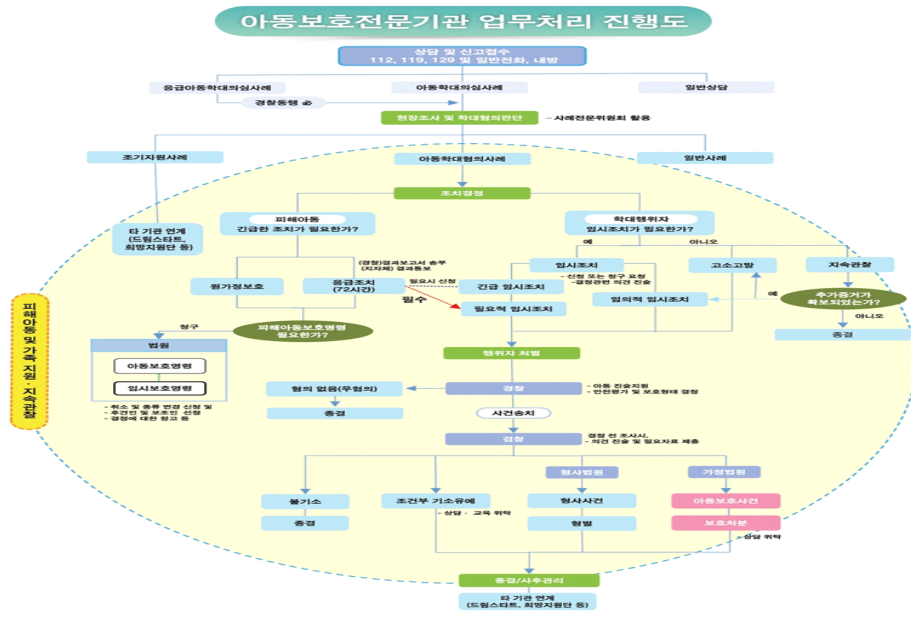 아동보호전문기관 업무처리 진행도
상담 및 신고접수
112, 119, 129 및 일반전화, 내방
응급아동학대의심사례
아동학대의심사례
일반상담
경찰동행
현장조사 및 학대혐의판단
- 사례전문위원회 활용
조기지원사례
아동학대혐의사례
일반사례
조치결정
타 기관 연계
(드림스타트,
희망지원단 등)
피해아동
긴급한 조치가 필요한가?
학대행위자
임시조치가 필요한가?
예
아니오
(경찰)결과보고서 송부
(지자체) 결과통보
원가정보호
응급조치
(72시간)
필요시 신청
필수
임시조치
- 신청 또는 청구 요청
-결정관련 의견 진술
긴급 임시조치
필요적 임시조치
임의적 임시조치
고소고발
지속관찰
예
추가증거가
확보되었는가?
아니오
종결
피해아동 및 가족 지원 · 지속관찰
청구
피해아동보호명령
필요한가?
법원
아동보호명령
임시보호명령
- 취소 및 종류 변경 신청 및
- 후견인 및 보조인 선정
- 결정에 대한 항고 등
행위자 처벌
혐의 없음(무혐의)
종결
경찰
- 아동 진술지원
- 안전평가 및 보호형태 결정
사건송치
검찰
결정 전 조사시,
- 의견 진술 및 필요자료 제출
형사법원
가정법원
불기소
종결
조건부 기소유예
- 상담 · 교육 위탁
형사사건
형벌
아동보호사건
보호처분
- 상담 위탁
종결/사후관리
타 기관 연계
(드림스타트, 희망지원단 등)